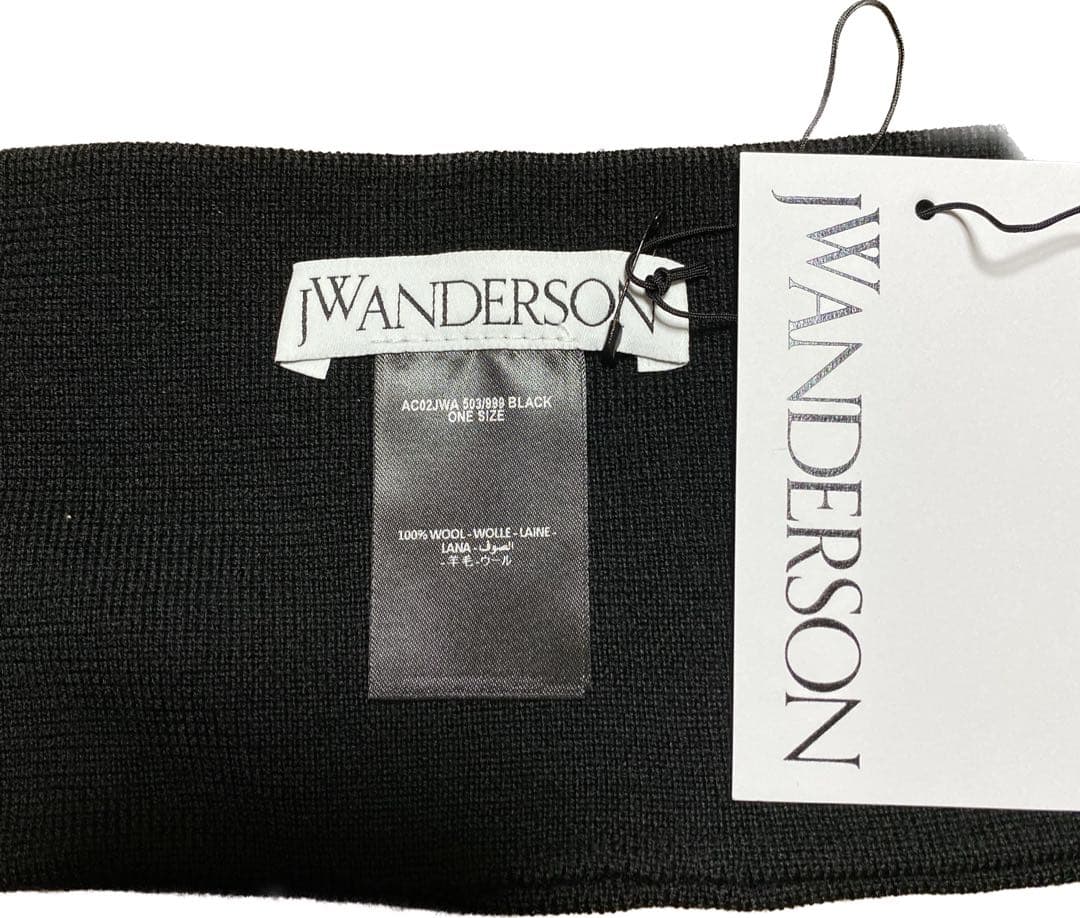 JWANDERSON
AC02JWA 503/999 BLACK
ONE SIZE
100% WOOL - WOLLE - LAINE -
LANA - الصوف
- 羊毛 - ウール
JWANDERSON